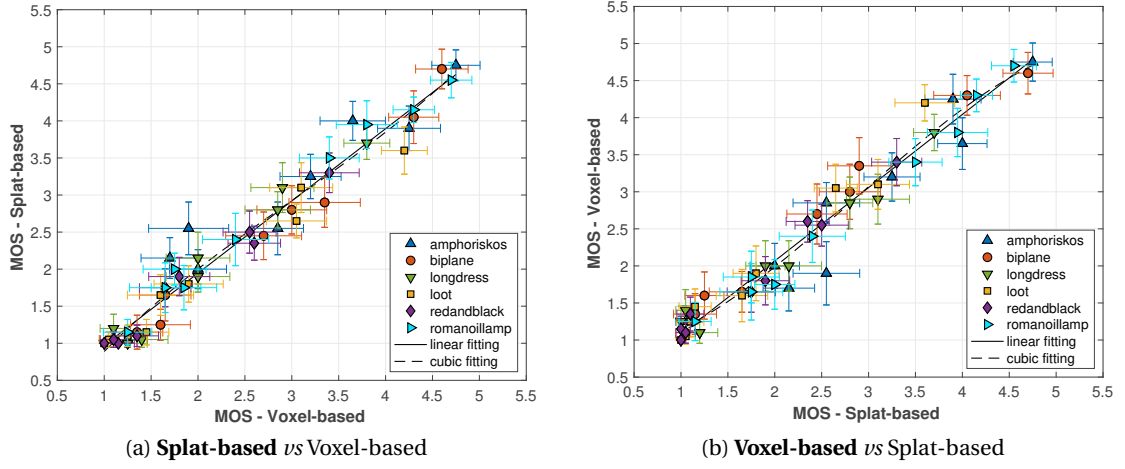 5
4.5
4
3.5
3
2.5
2
1.5
1
0.5
MOS - Splat-based
0.5 1 1.5 2 2.5 3 3.5 4 4.5 5 5.5
MOS - Voxel-based
amphoriskos
biplane
longdress
loot
redandblack
romanoillamp
linear fitting
cubic fitting
(a) Splat-based vs Voxel-based
5.5
5
4.5
4
3.5
3
2.5
2
1.5
1
0.5
MOS - Voxel-based
0.5 1 1.5 2 2.5 3 3.5 4 4.5 5 5.5
MOS - Splat-based
amphoriskos
biplane
longdress
loot
redandblack
romanoillamp
linear fitting
cubic fitting
(b) Voxel-based vs Splat-based